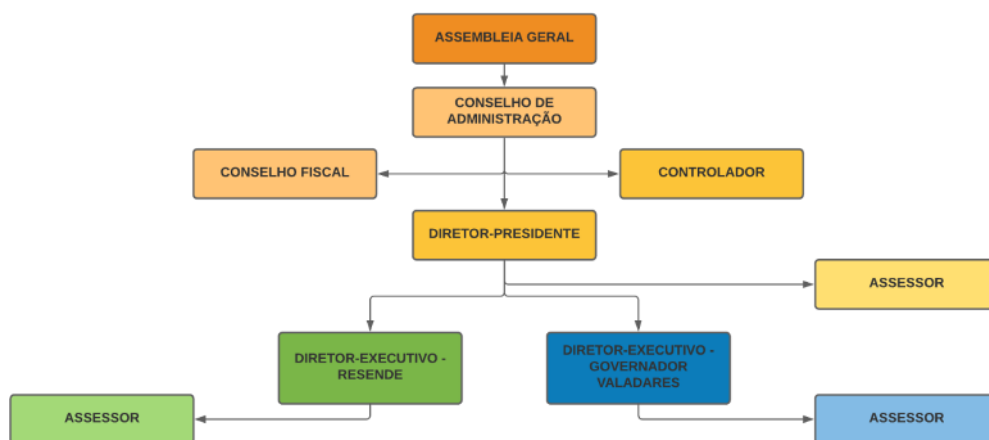 ASSEMBLEIA GERAL
CONSELHO DE
ADMINISTRAÇÃO
CONSELHO FISCAL
CONTROLADOR
DIRETOR-PRESIDENTE
ASSESSOR
DIRETOR-EXECUTIVO -
RESENDE
DIRETOR-EXECUTIVO -
GOVERNADOR
VALADARES
ASSESSOR
ASSESSOR